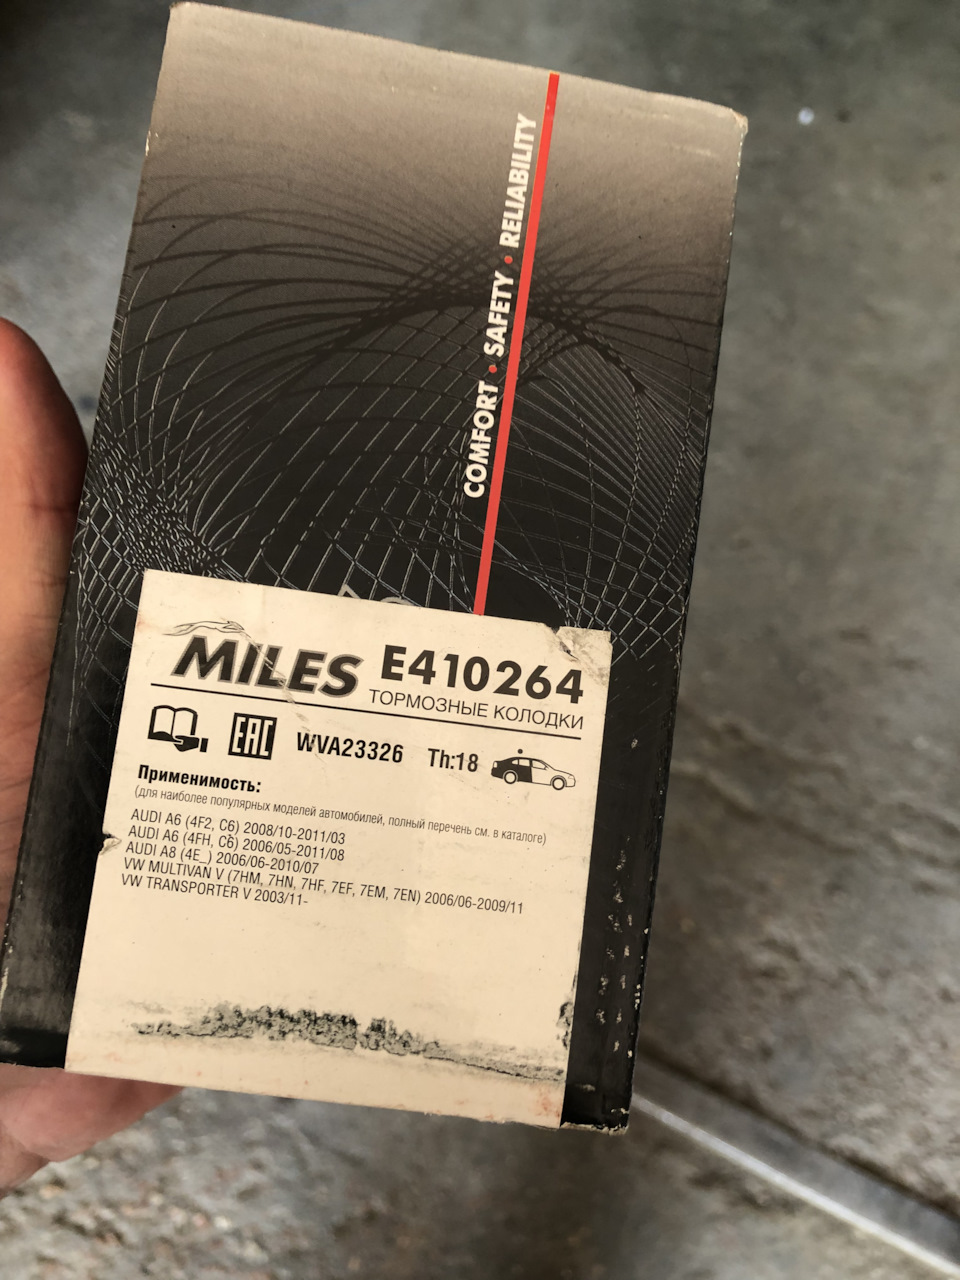 COMFORT • SAFETY • RELIABILITY
MILES E410264
ТОРМОЗНЫЕ КОЛОДКИ
EAC WVA23326 Th:18
Применимость:
(для наиболее популярных моделей автомобилей, полный перечень см. в каталоге)
AUDI A6 (4F2, C6) 2008/10-2011/03
AUDI A6 (4FH, C6) 2006/05-2011/08
AUDI A8 (4E_) 2006/06-2010/07
VW MULTIVAN V (7HM, 7HN, 7HF, 7EF, 7EM, 7EN) 2006/06-2009/11
VW TRANSPORTER V 2003/11-